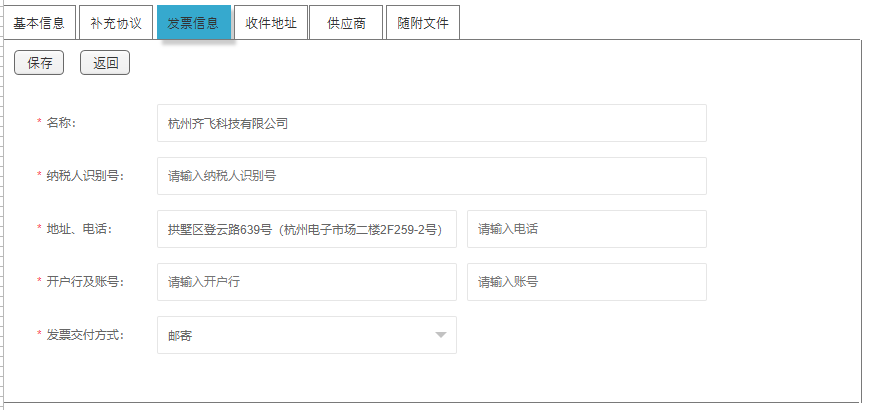 基本信息 补充协议 发票信息 收件地址 供应商 随附文件
保存 返回
* 名称: 杭州齐飞科技有限公司
* 纳税人识别号: 请输入纳税人识别号
* 地址、电话: 拱墅区登云路639号（杭州电子市场二楼2F259-2号） 请输入电话
* 开户行及账号: 请输入开户行 请输入账号
* 发票交付方式: 邮寄